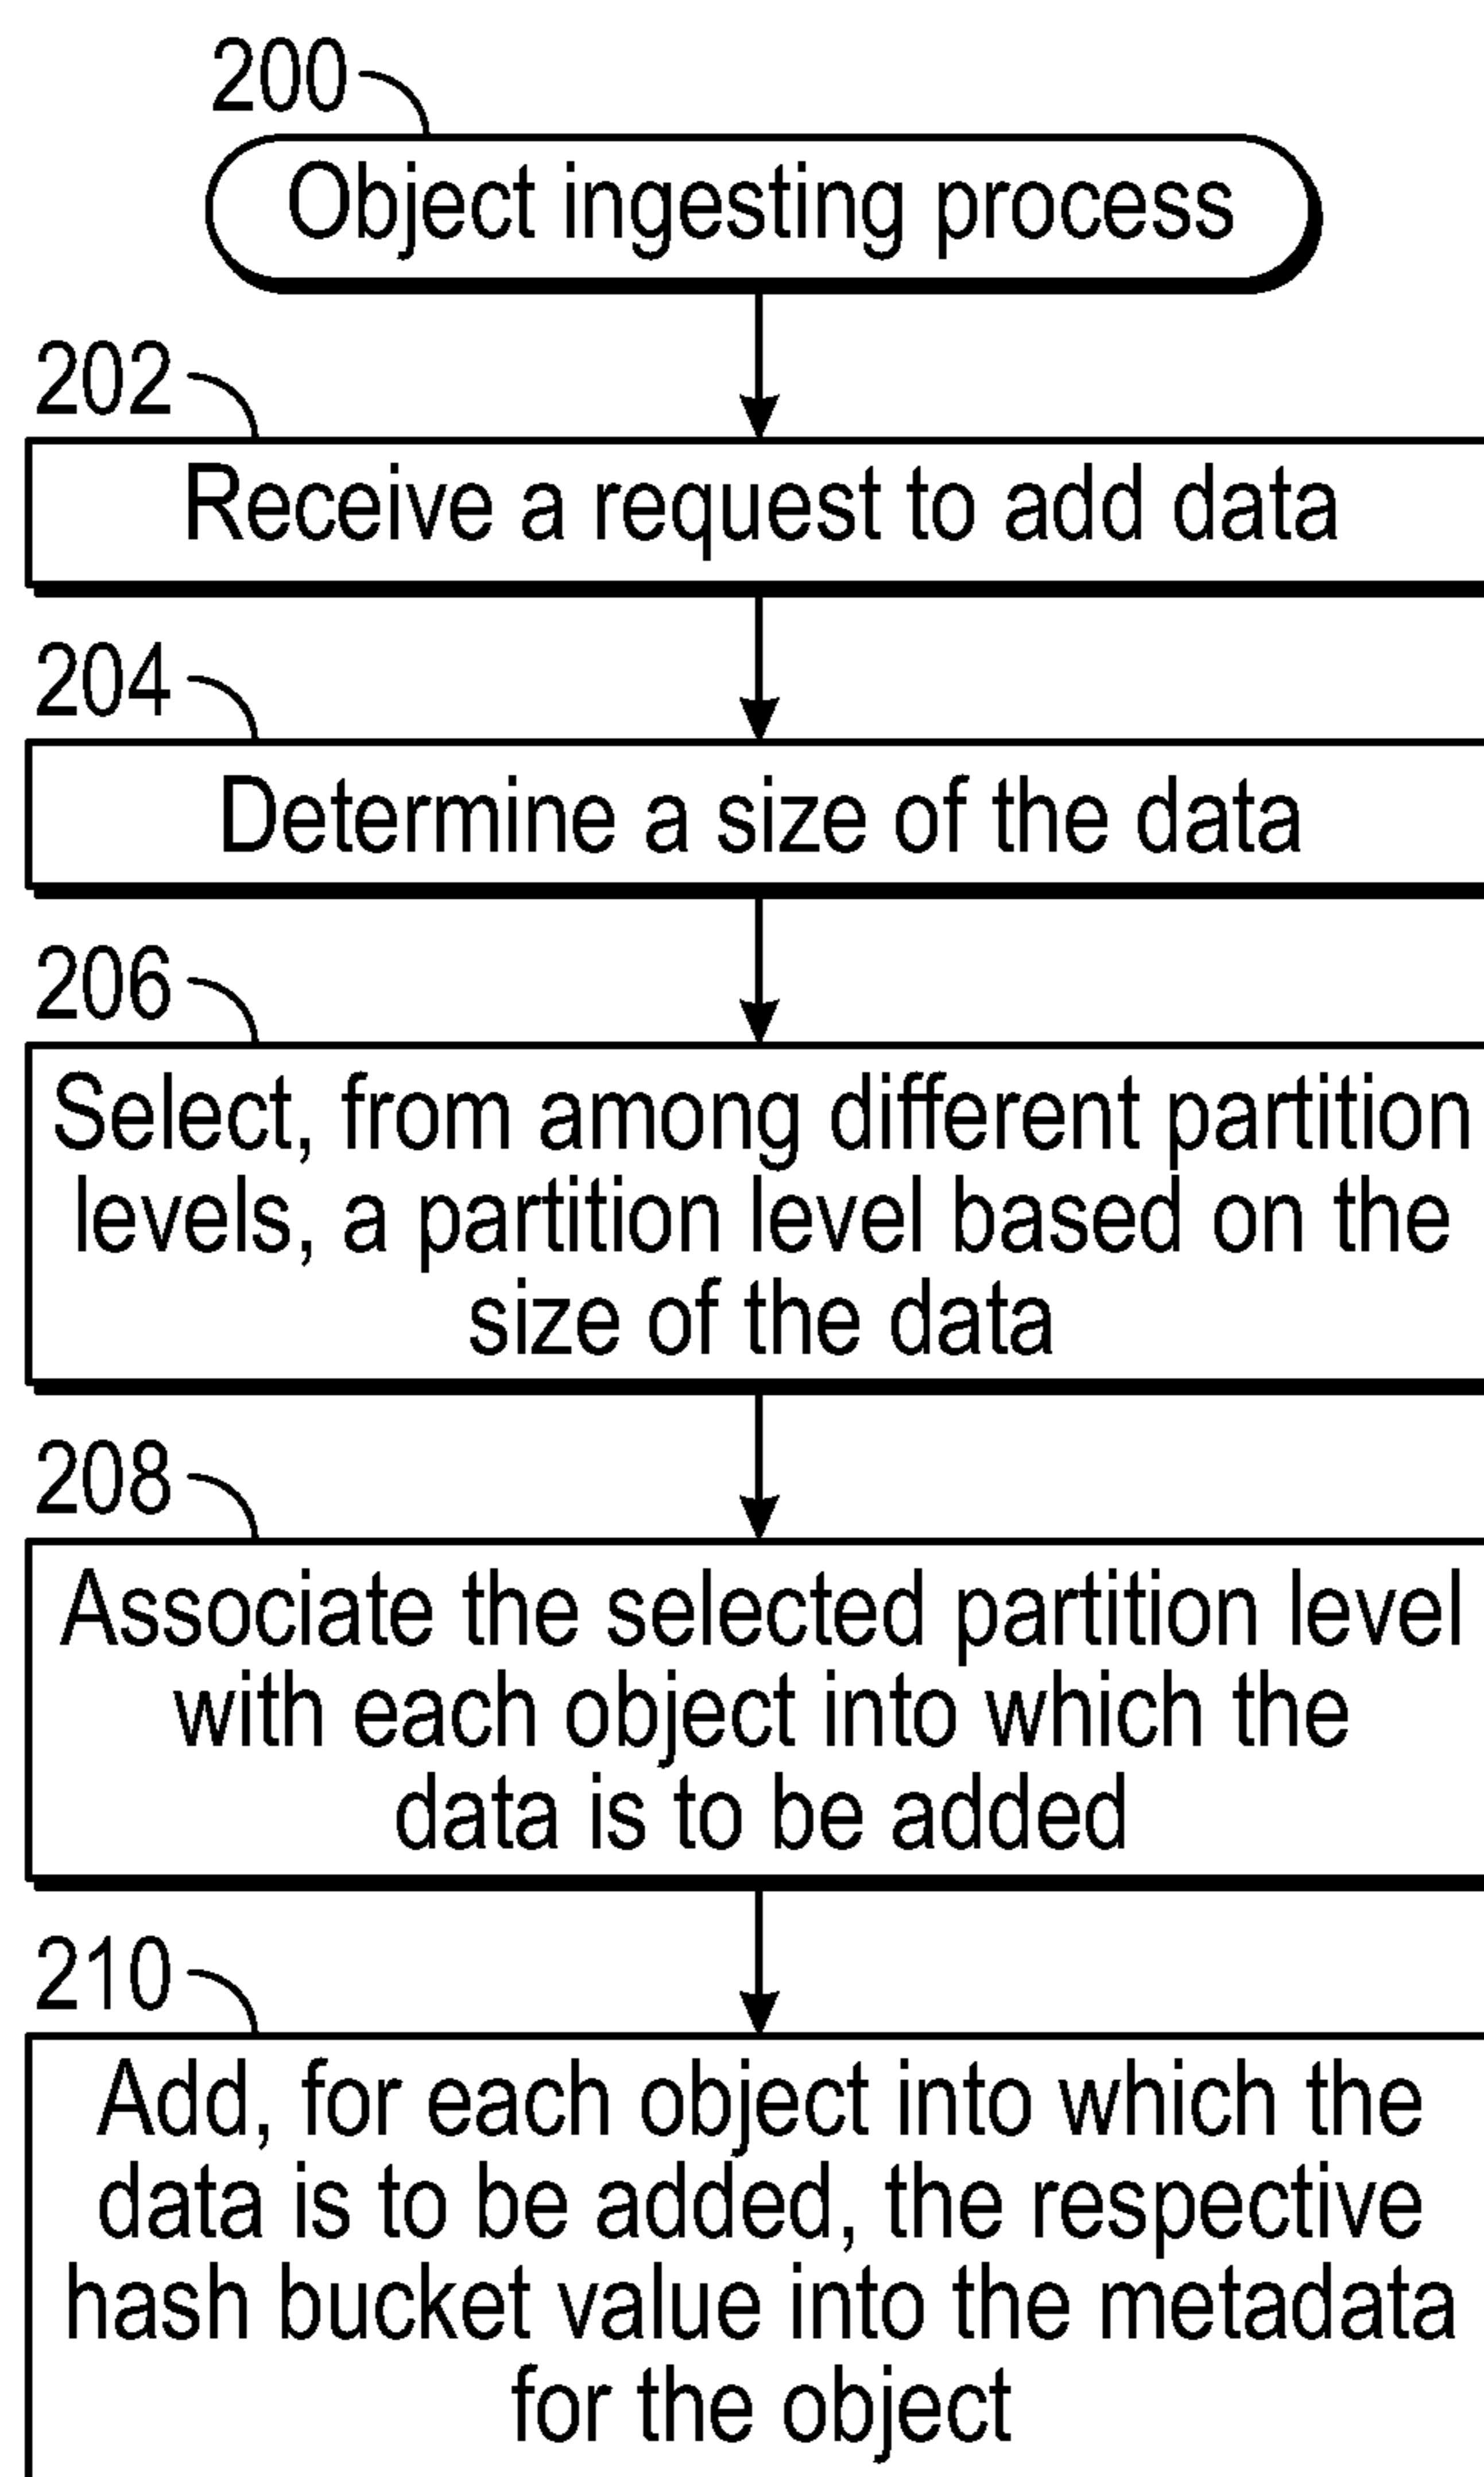 200
Object ingesting process
202
Receive a request to add data
204
Determine a size of the data
206
Select, from among different partition
levels, a partition level based on the
size of the data
208
Associate the selected partition level
with each object into which the
data is to be added
210
Add, for each object into which the
data is to be added, the respective
hash bucket value into the metadata
for the object